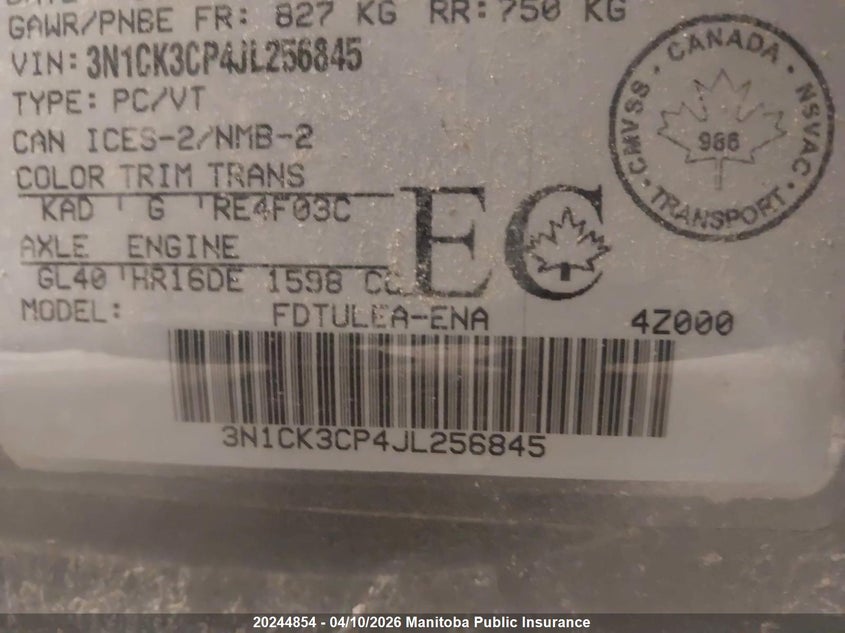 GAWR/PNBE FR: 827 KG RR: 750 KG
VIN: 3N1CK3CP4JL256845
TYPE: PC/VT
CAN ICES-2/NMB-2
COLOR TRIM TRANS
KAD G RE4F03C
AXLE ENGINE
GL40 HR16DE 1598 CC
EC
MODEL: FDTULEA-ENA 4Z000
3N1CK3CP4JL256845
CANADA · NSVAC · TRANSPORT · CMVSS
966
20244854 - 04/10/2026 Manitoba Public Insurance